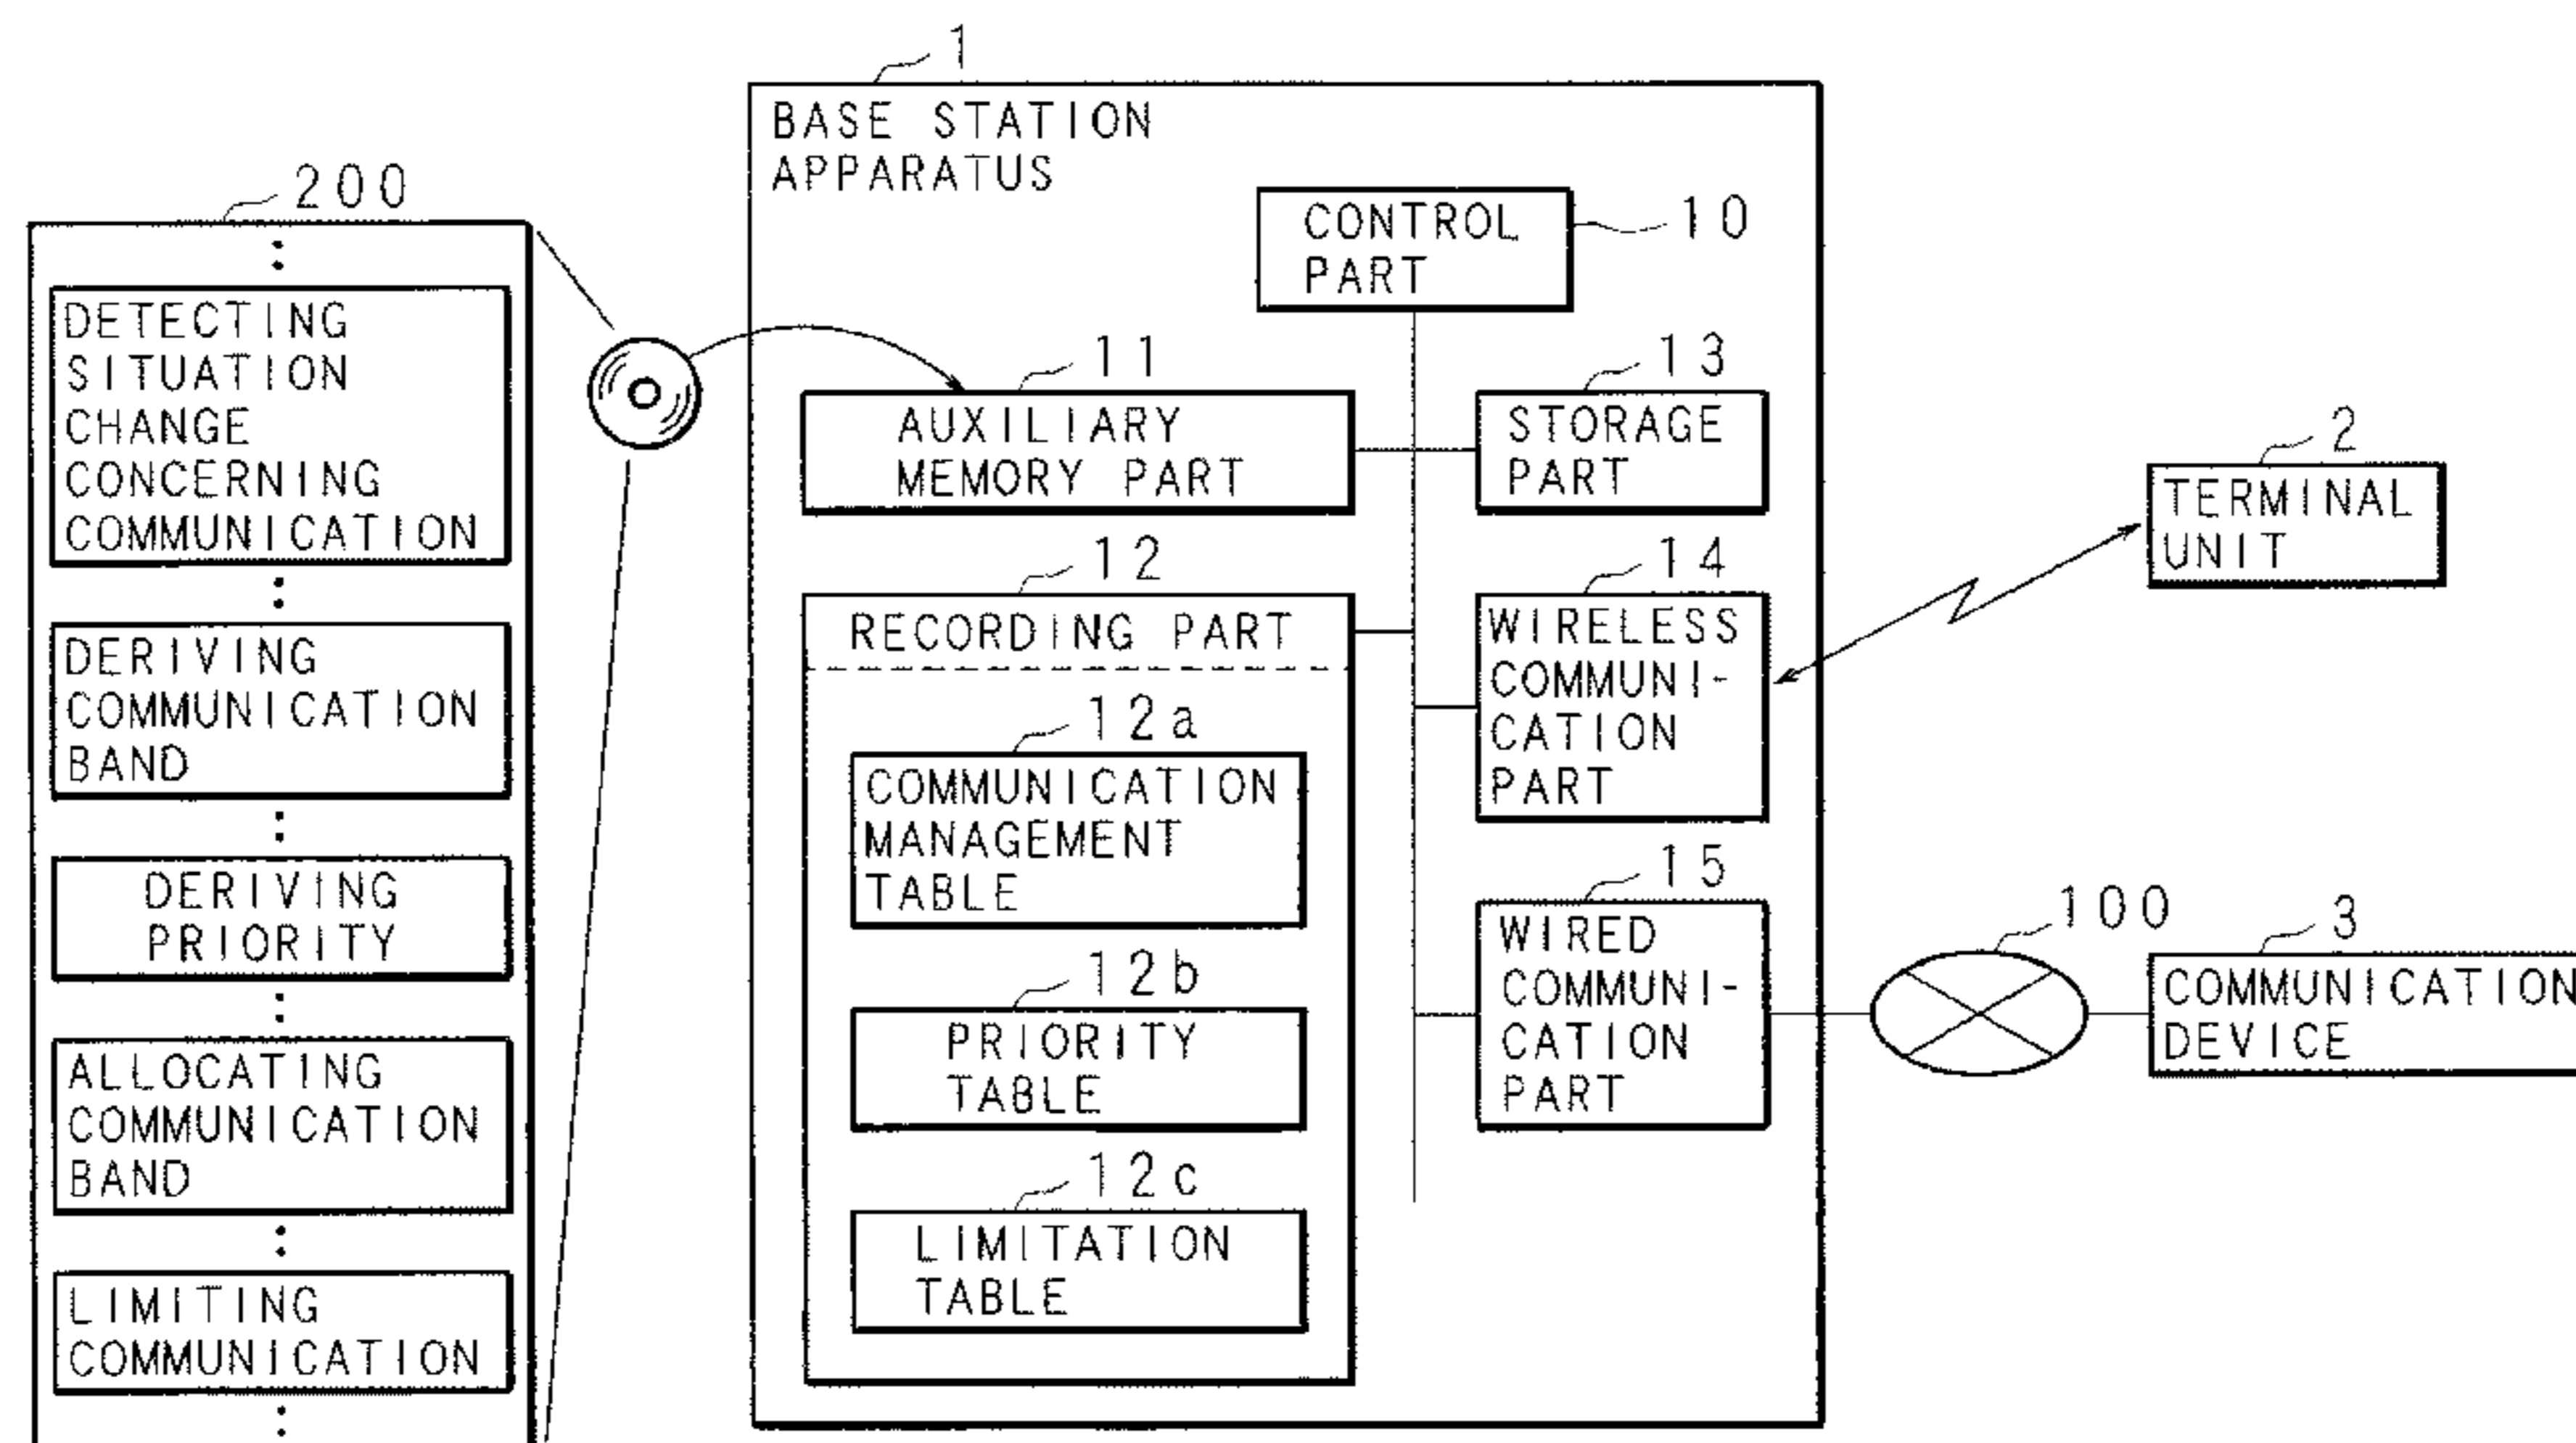 200
DETECTING
SITUATION
CHANGE
CONCERNING
COMMUNICATION
DERIVING
COMMUNICATION
BAND
DERIVING
PRIORITY
ALLOCATING
COMMUNICATION
BAND
LIMITING
COMMUNICATION
1
BASE STATION
APPARATUS
CONTROL
PART
10
11
AUXILIARY
MEMORY PART
13
STORAGE
PART
12
RECORDING PART
12a
COMMUNICATION
MANAGEMENT
TABLE
12b
PRIORITY
TABLE
12c
LIMITATION
TABLE
14
WIRELESS
COMMUNI-
CATION
PART
15
WIRED
COMMUNI-
CATION
PART
2
TERMINAL
UNIT
100
3
COMMUNICATION
DEVICE